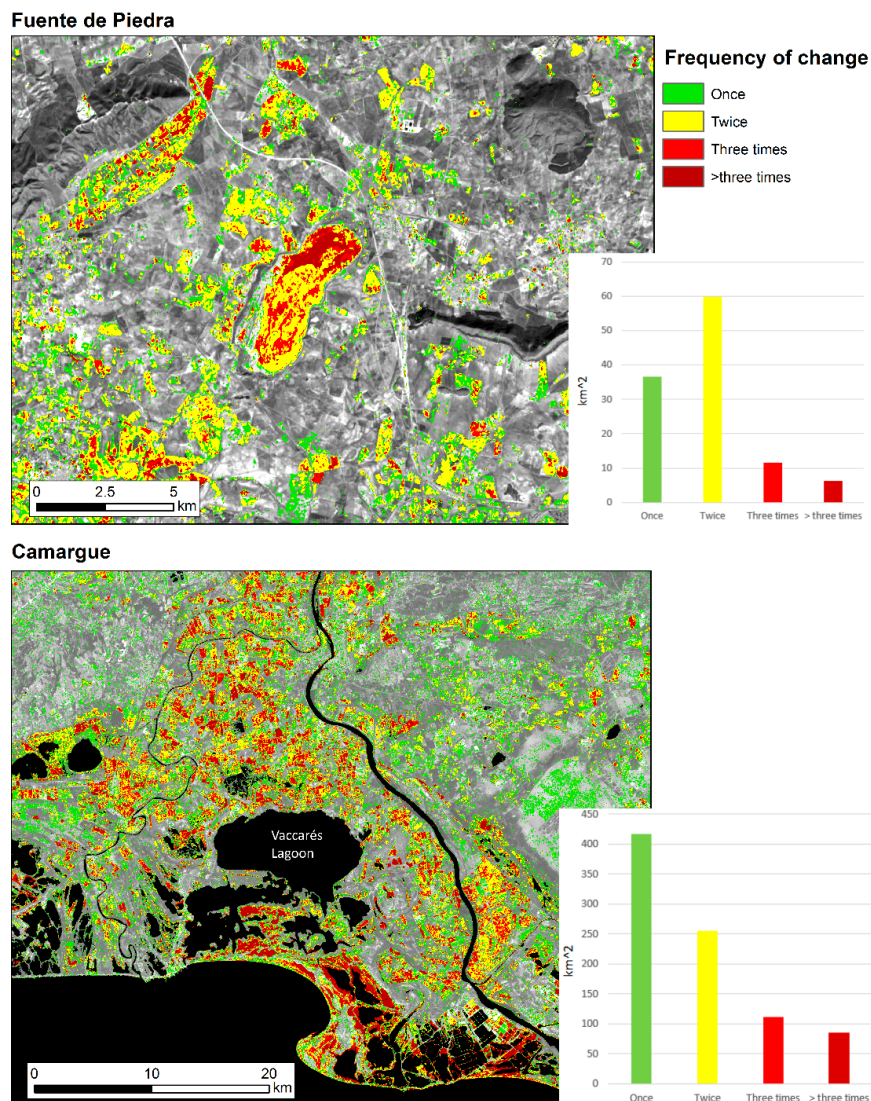 Fuente de Piedra
Frequency of change
Once
Twice
Three times
>three times
0 2.5 5
km
70
60
50
40
30
20
10
0
km^2
Once Twice Three times > three times
Camargue
Vaccarés
Lagoon
0 10 20
km
450
400
350
300
250
200
150
100
50
0
km^2
Once Twice Three times > three times